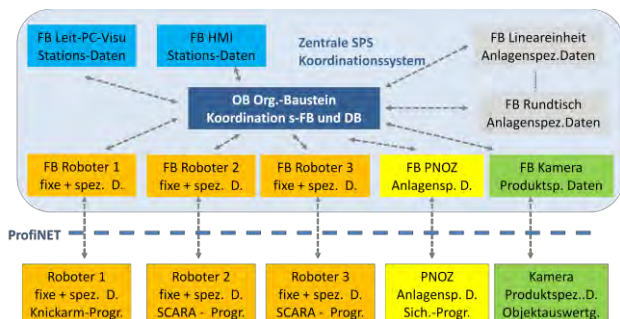 FB Leit-PC-Visu
Stations-Daten
FB HMI
Stations-Daten
Zentrale SPS
Koordinationssystem
FB Lineareinheit
Anlagenspez.Daten
OB Org.-Baustein
Koordination s-FB und DB
FB Rundtisch
Anlagenspez.Daten
FB Roboter 1
fixe + spez. D.
FB Roboter 2
fixe + spez. D.
FB Roboter 3
fixe + spez. D.
FB PNOZ
Anlagensp. D.
FB Kamera
Produktsp. Daten
ProfiNET
Roboter 1
fixe + spez. D.
Knickarm-Progr.
Roboter 2
fixe + spez. D.
SCARA - Progr.
Roboter 3
fixe + spez. D.
SCARA - Progr.
PNOZ
Anlagensp. D.
Sich.-Progr.
Kamera
Produktspez..D.
Objektauswertg.